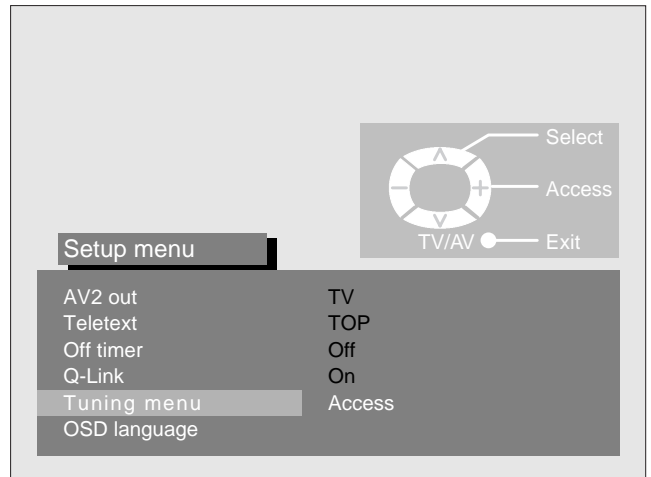 Select
Access
TV/AV Exit
Setup menu
AV2 out TV
Teletext TOP
Off timer Off
Q-Link On
Tuning menu Access
OSD language